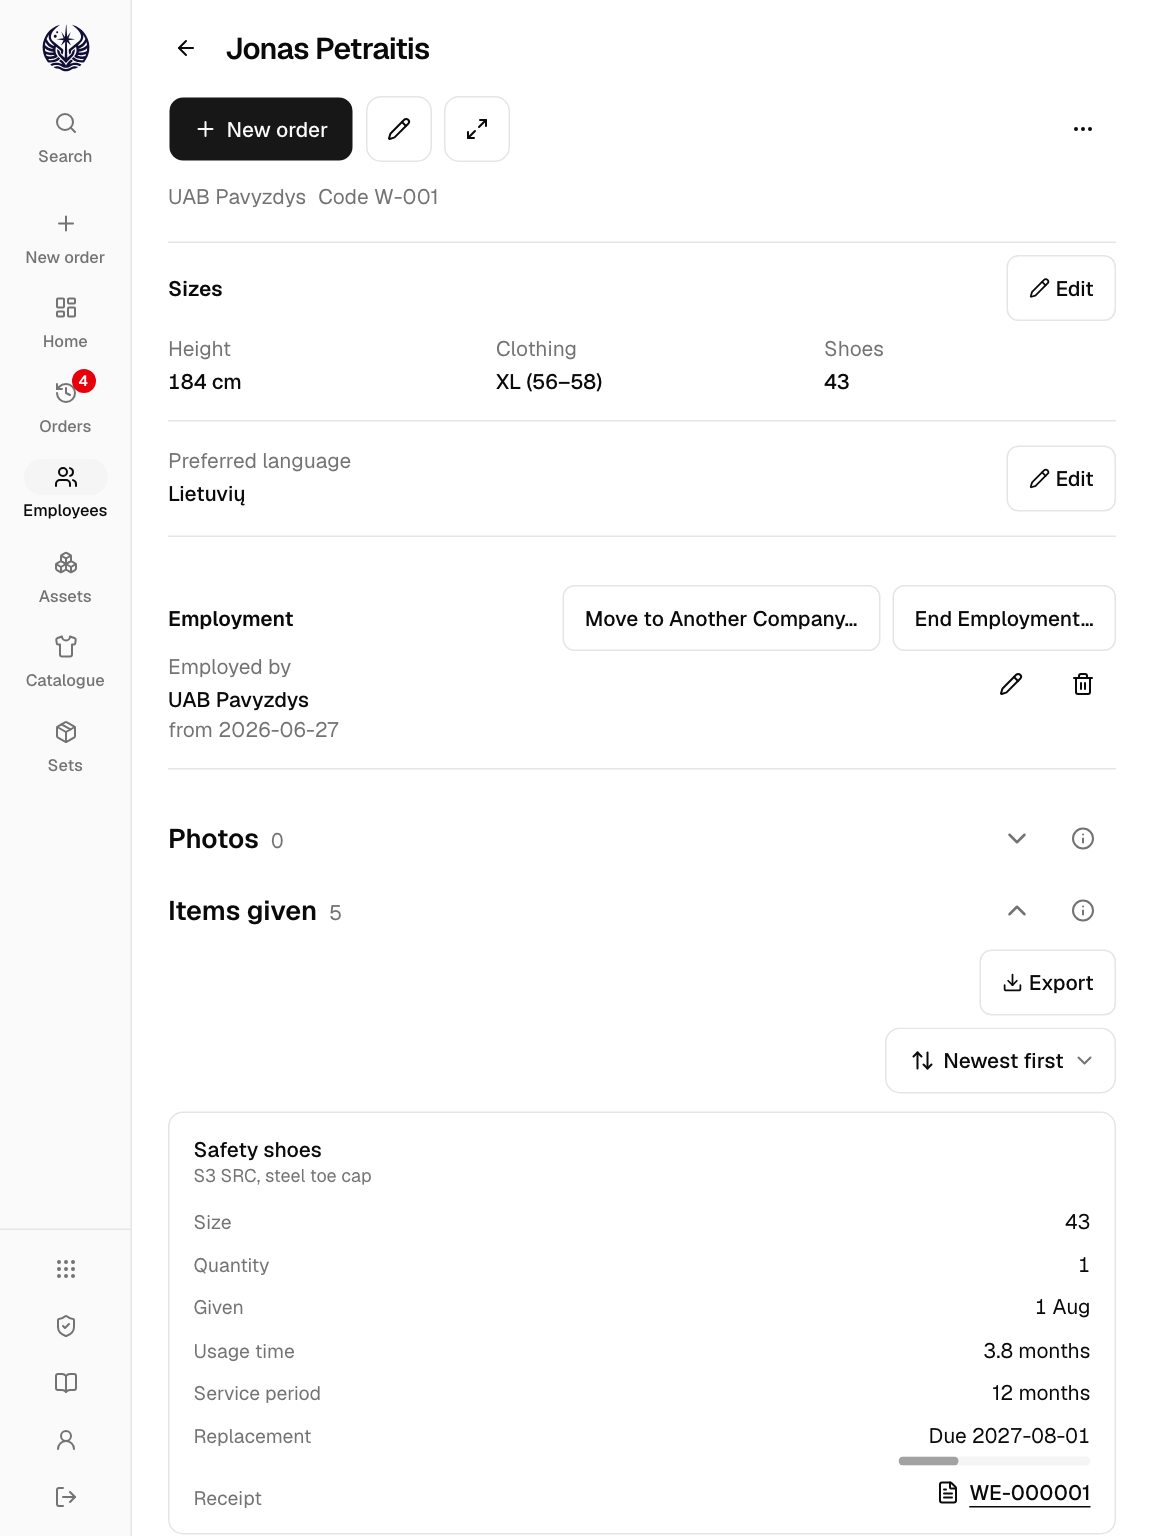 Jonas Petraitis
New order
UAB Pavyzdys Code W-001
Search
New order
Home
4
Orders
Employees
Assets
Catalogue
Sets
Sizes
Edit
Height
184 cm
Clothing
XL (56–58)
Shoes
43
Preferred language
Lietuvių
Edit
Employment
Move to Another Company...
End Employment...
Employed by
UAB Pavyzdys
from 2026-06-27
Photos 0
Items given 5
Export
Newest first
Safety shoes
S3 SRC, steel toe cap
Size 43
Quantity 1
Given 1 Aug
Usage time 3.8 months
Service period 12 months
Replacement Due 2027-08-01
Receipt WE-000001